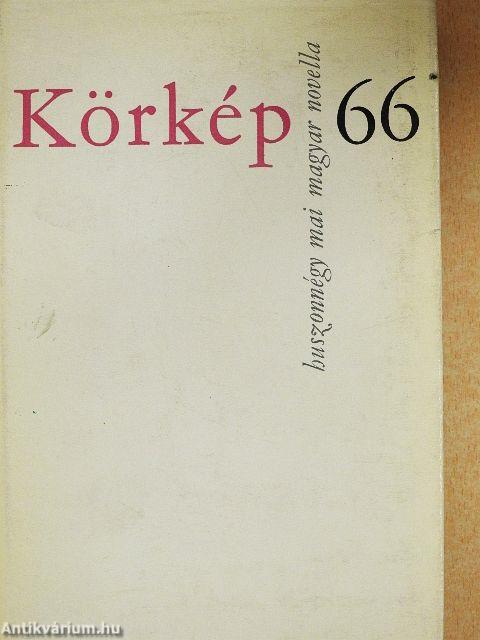 Körkép 66
huszonnégy mai magyar novella
Antikvárium.hu